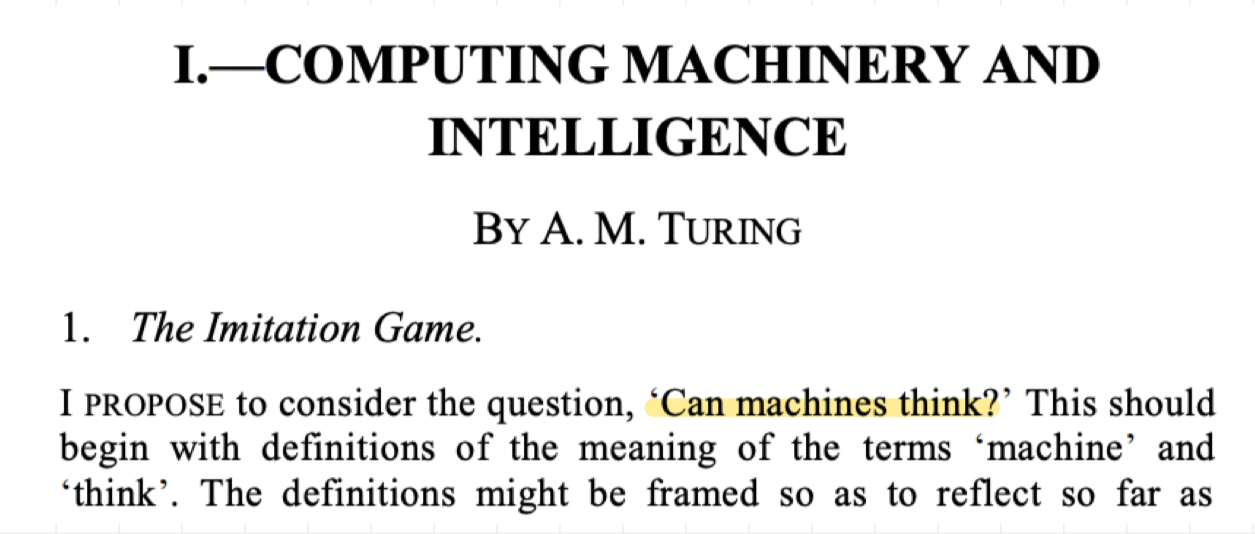 I.—COMPUTING MACHINERY AND
INTELLIGENCE
BY A. M. TURING
1. The Imitation Game.
I PROPOSE to consider the question, ‘Can machines think?’ This should
begin with definitions of the meaning of the terms ‘machine’ and
‘think’. The definitions might be framed so as to reflect so far as